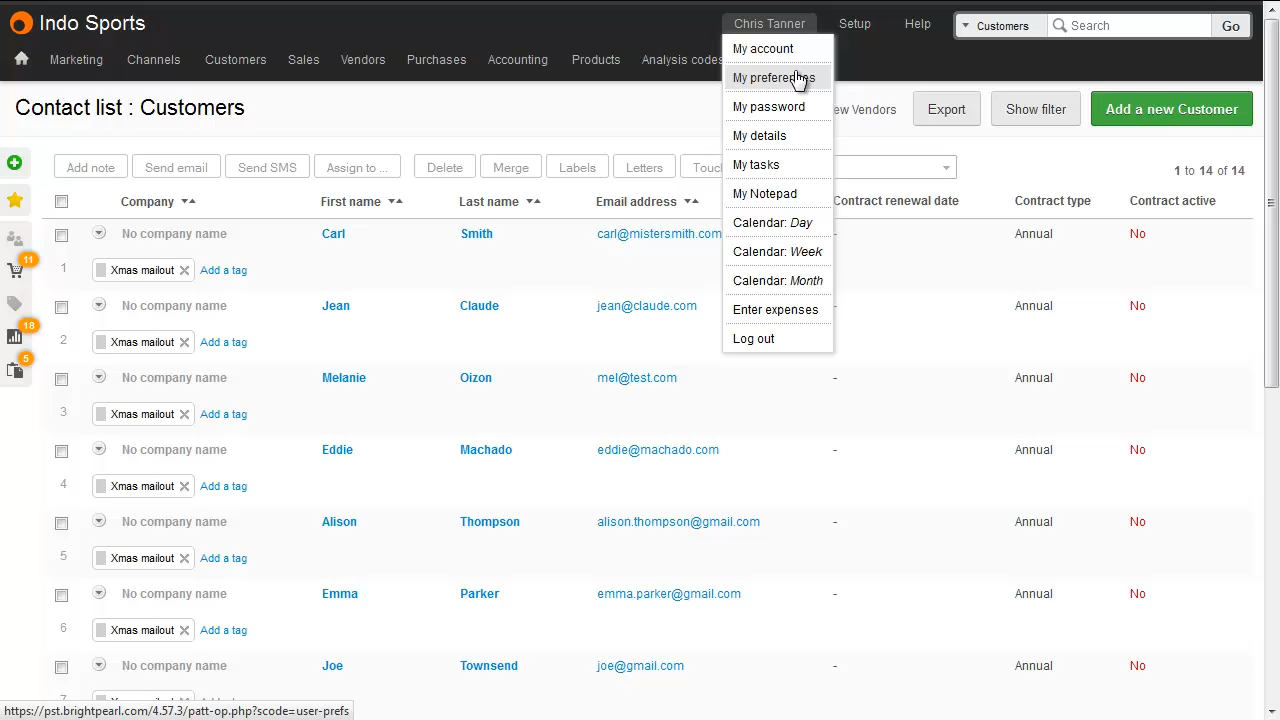 Indo Sports
Chris Tanner Setup Help Customers Search Go
Marketing Channels Customers Sales Vendors Purchases Accounting Products Analysis codes
My account
My preferences
My password
My details
My tasks
My Notepad
Calendar: Day
Calendar: Week
Calendar: Month
Enter expenses
Log out
Contact list : Customers
Vendors Export Show filter Add a new Customer
Add note Send email Send SMS Assign to ... Delete Merge Labels Letters
1 to 14 of 14
Company First name Last name Email address Contract renewal date Contract type Contract active
No company name Carl Smith carl@mistersmith.com Annual No
1 Xmas mailout Add a tag
No company name Jean Claude jean@claude.com - Annual No
2 Xmas mailout Add a tag
No company name Melanie Oizon mel@test.com - Annual No
3 Xmas mailout Add a tag
No company name Eddie Machado eddie@machado.com - Annual No
4 Xmas mailout Add a tag
No company name Alison Thompson alison.thompson@gmail.com - Annual No
5 Xmas mailout Add a tag
No company name Emma Parker emma.parker@gmail.com - Annual No
6 Xmas mailout Add a tag
No company name Joe Townsend joe@gmail.com - Annual No
11
18
5
https://pst.brightpearl.com/4.57.3/patt-op.php?scode=user-prefs